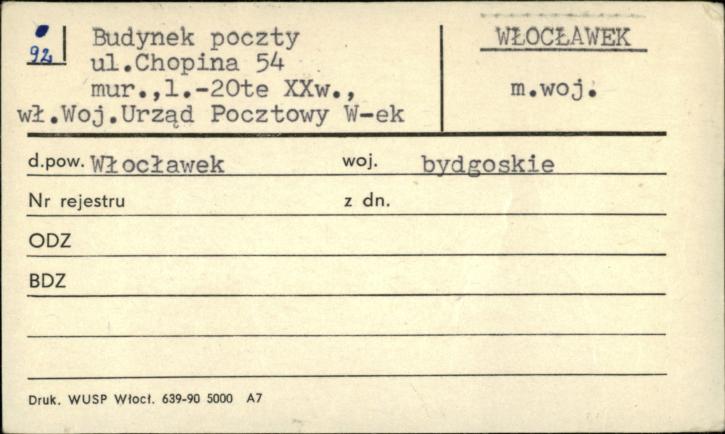 92
Budynek poczty
ul.Chopina 54
mur.,l.-20te XXw.,
wł.Woj.Urząd Pocztowy W-ek
WŁOCŁAWEK
m.woj.
d.pow. Włocławek woj. bydgoskie
Nr rejestru z dn.
ODZ
BDZ
Druk. WUSP Włocł. 639-90 5000 A7